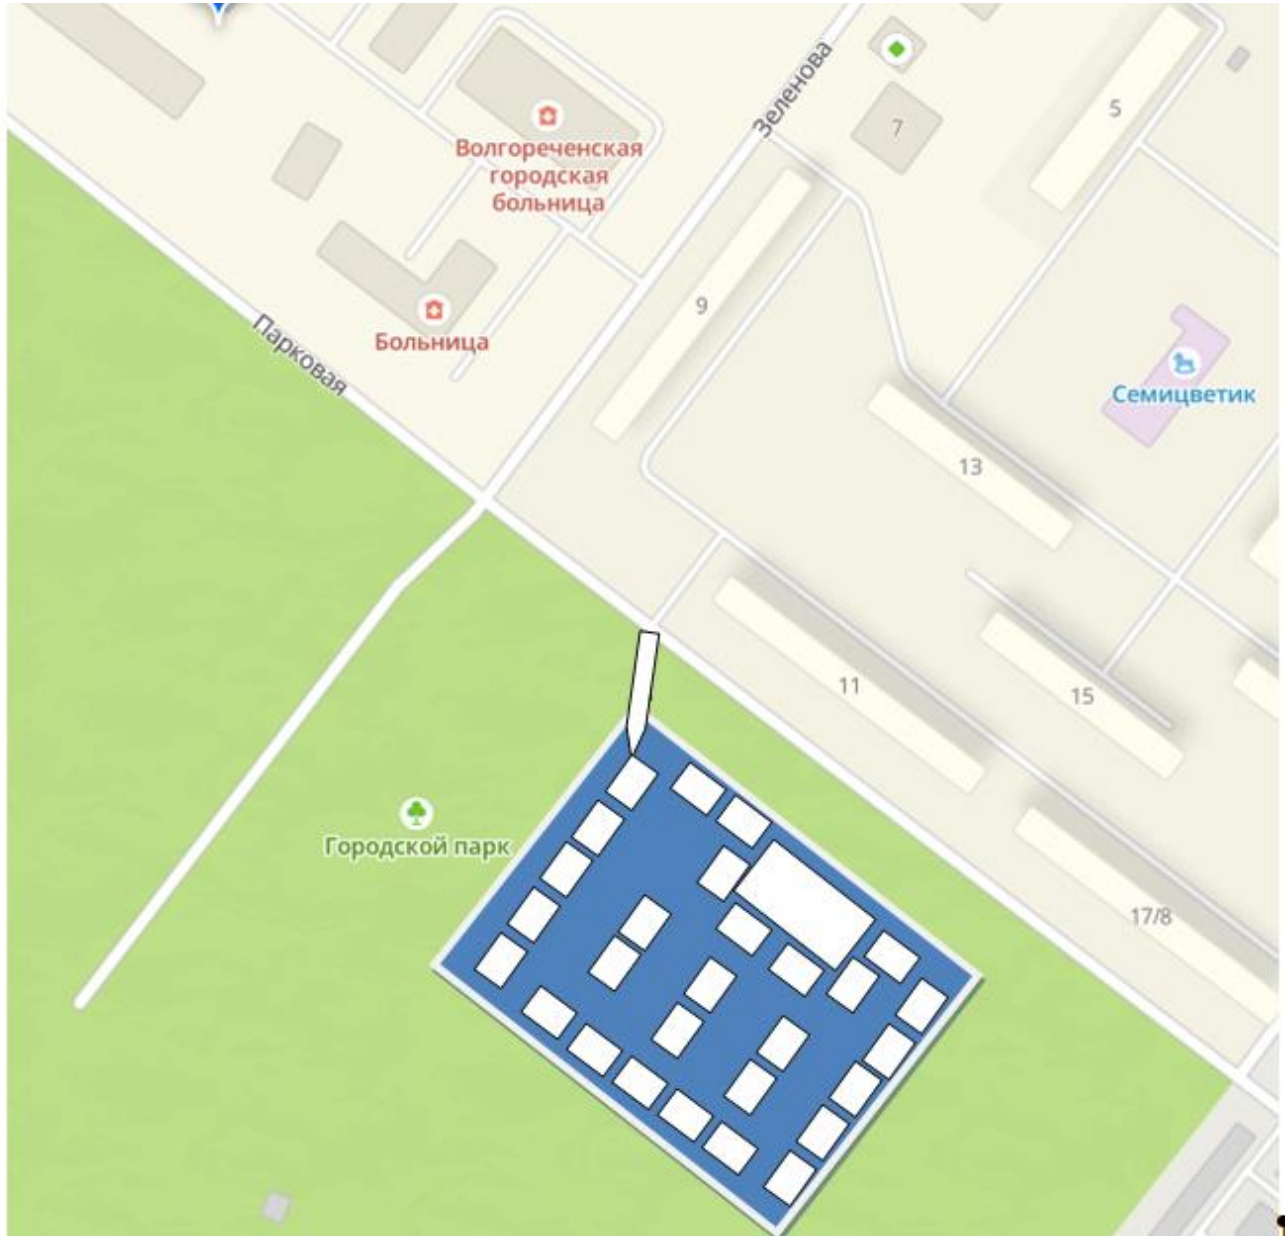 Зеленова
5
7
Волгореченская
городская
больница
9
Больница
Парковая
Семицветик
13
11
15
Городской парк
17/8